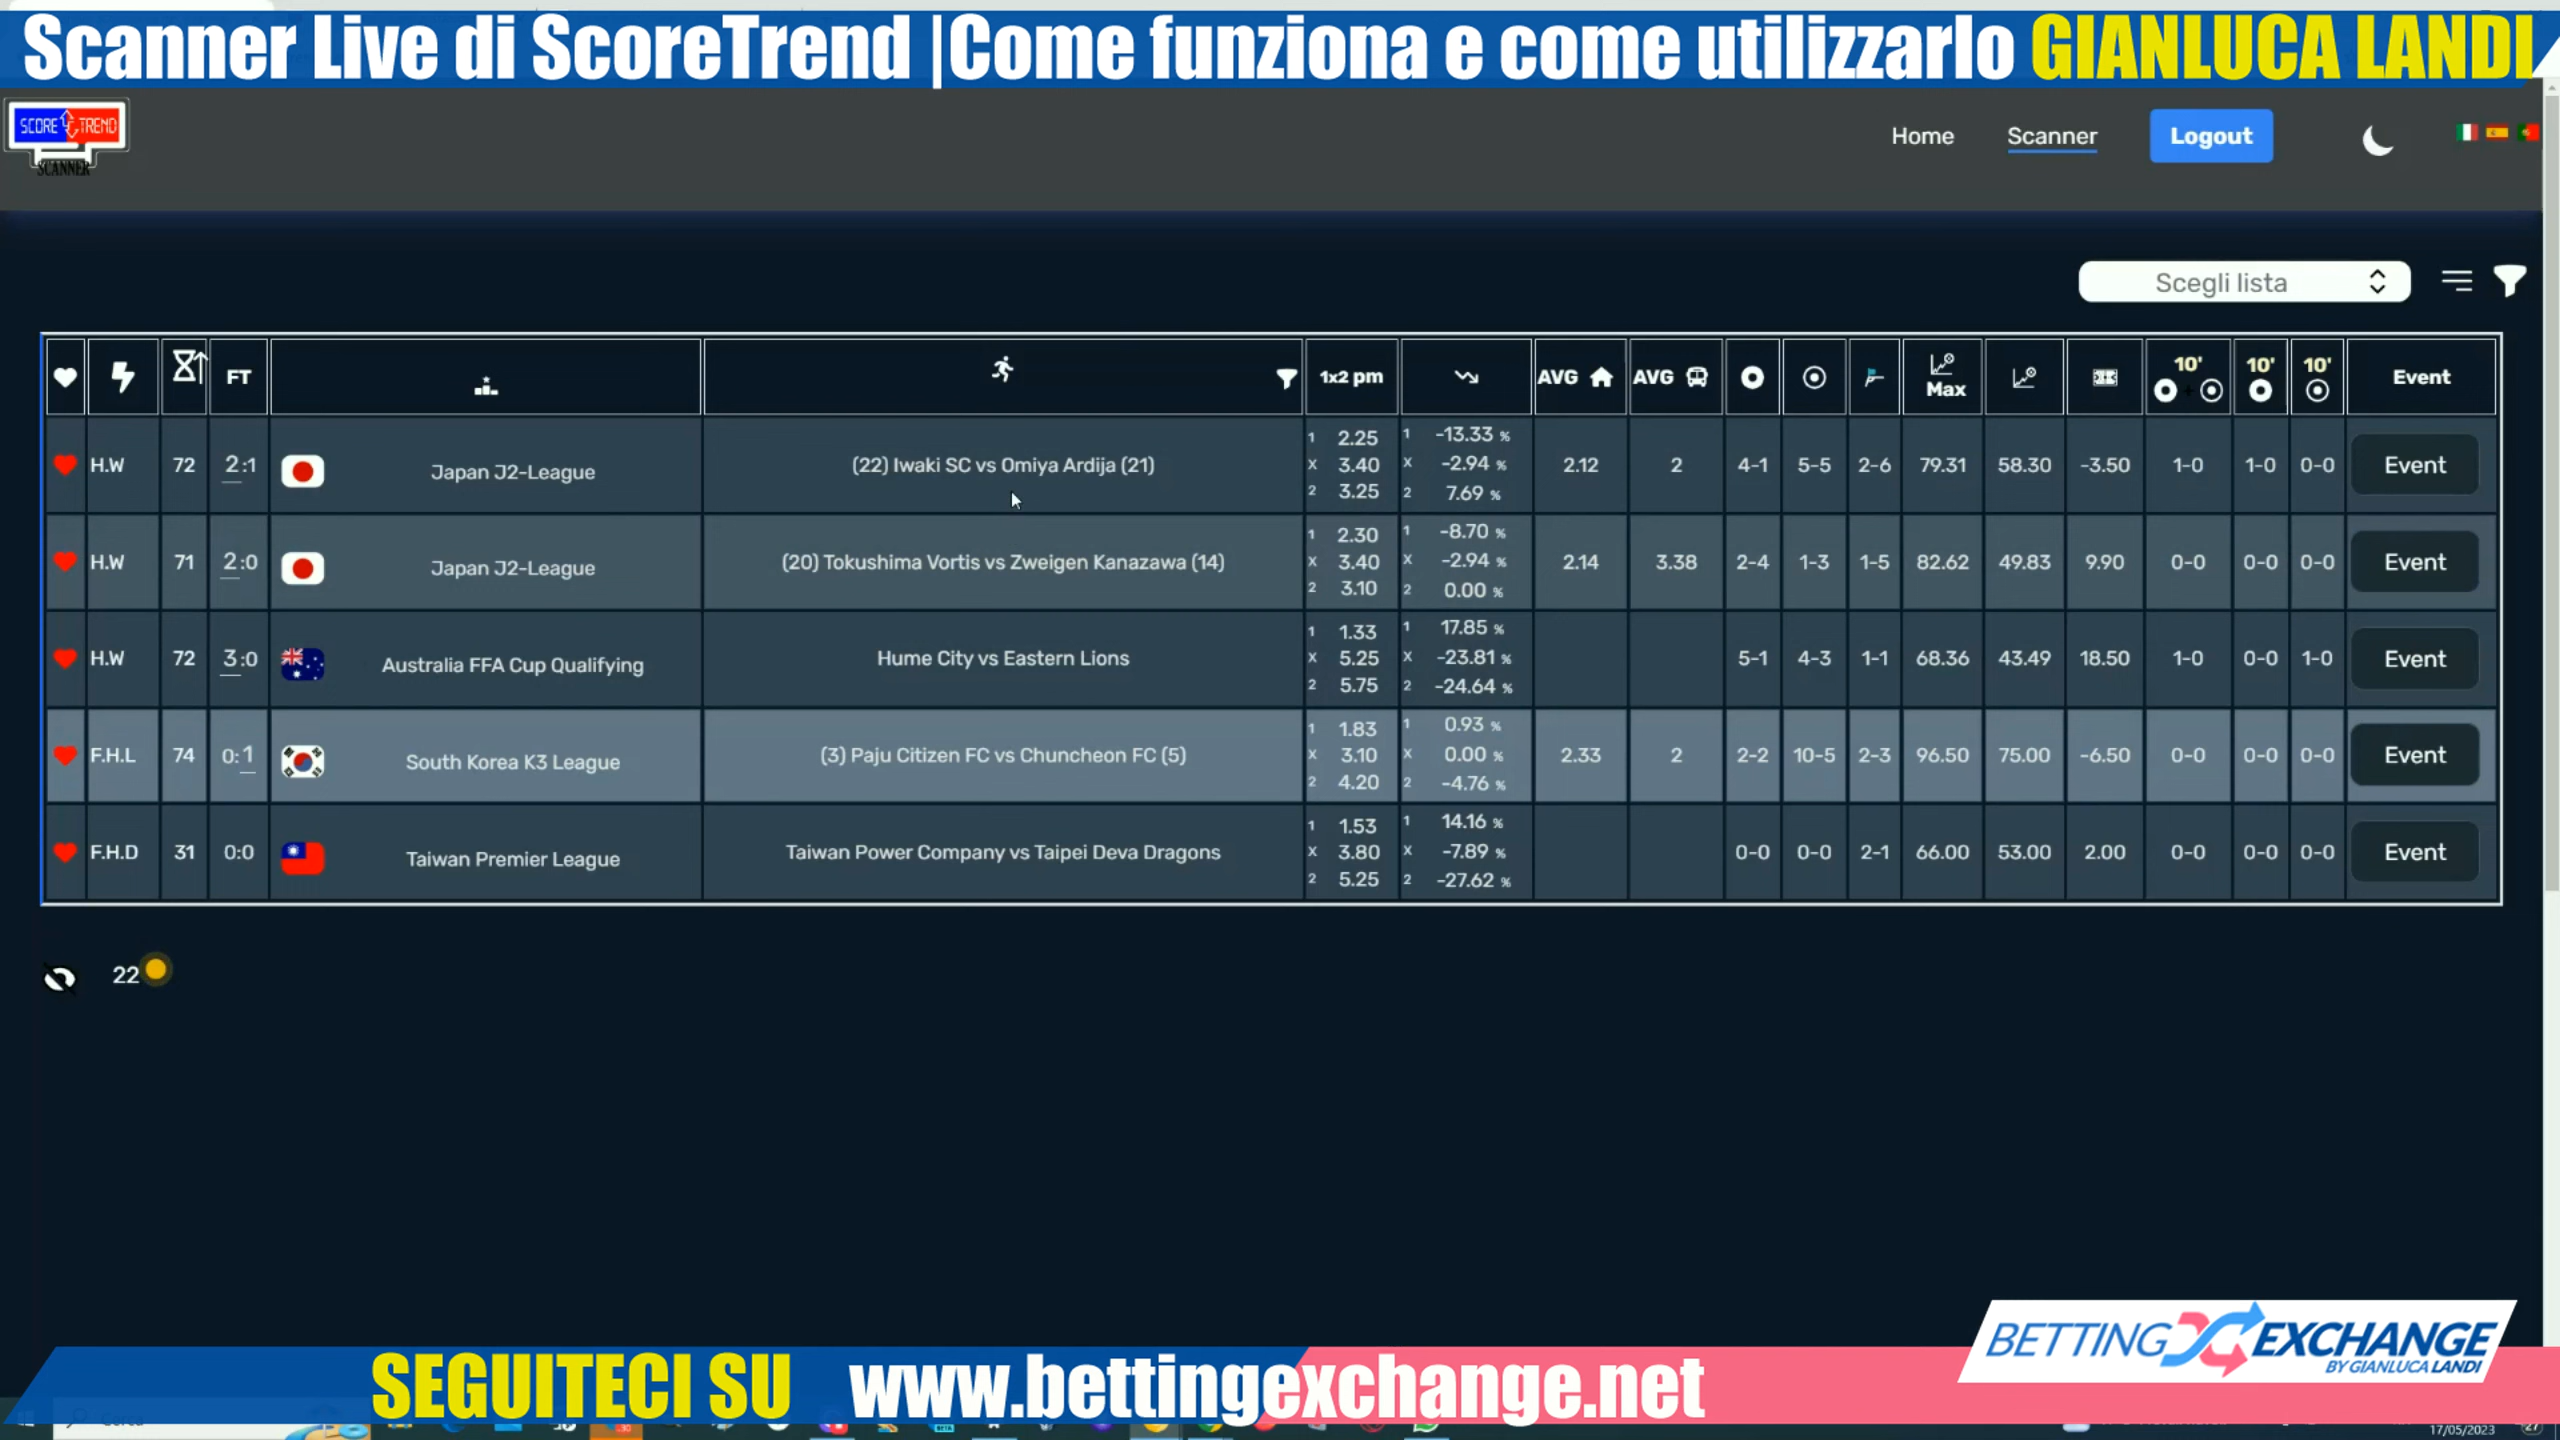 Scanner Live di ScoreTrend |Come funziona e come utilizzarlo GIANLUCA LANDI
SCORE TREND
SCANNER
Home Scanner Logout
Scegli lista
FT 1x2 pm AVG AVG Max 10' 10' 10' Event
H.W 72 2:1 Japan J2-League (22) Iwaki SC vs Omiya Ardija (21) 1 2.25 X 3.40 2 3.25 1 -13.33 % X -2.94 % 2 7.69 % 2.12 2 4-1 5-5 2-6 79.31 58.30 -3.50 1-0 1-0 0-0 Event
H.W 71 2:0 Japan J2-League (20) Tokushima Vortis vs Zweigen Kanazawa (14) 1 2.30 X 3.40 2 3.10 1 -8.70 % X -2.94 % 2 0.00 % 2.14 3.38 2-4 1-3 1-5 82.62 49.83 9.90 0-0 0-0 0-0 Event
H.W 72 3:0 Australia FFA Cup Qualifying Hume City vs Eastern Lions 1 1.33 X 5.25 2 5.75 1 17.85 % X -23.81 % 2 -24.64 % 5-1 4-3 1-1 68.36 43.49 18.50 1-0 0-0 1-0 Event
F.H.L 74 0:1 South Korea K3 League (3) Paju Citizen FC vs Chuncheon FC (5) 1 1.83 X 3.10 2 4.20 1 0.93 % X 0.00 % 2 -4.76 % 2.33 2 2-2 10-5 2-3 96.50 75.00 -6.50 0-0 0-0 0-0 Event
F.H.D 31 0:0 Taiwan Premier League Taiwan Power Company vs Taipei Deva Dragons 1 1.53 X 3.80 2 5.25 1 14.16 % X -7.89 % 2 -27.62 % 0-0 0-0 2-1 66.00 53.00 2.00 0-0 0-0 0-0 Event
22
BETTING EXCHANGE
BY GIANLUCA LANDI
SEGUITECI SU www.bettingexchange.net
17/05/2023